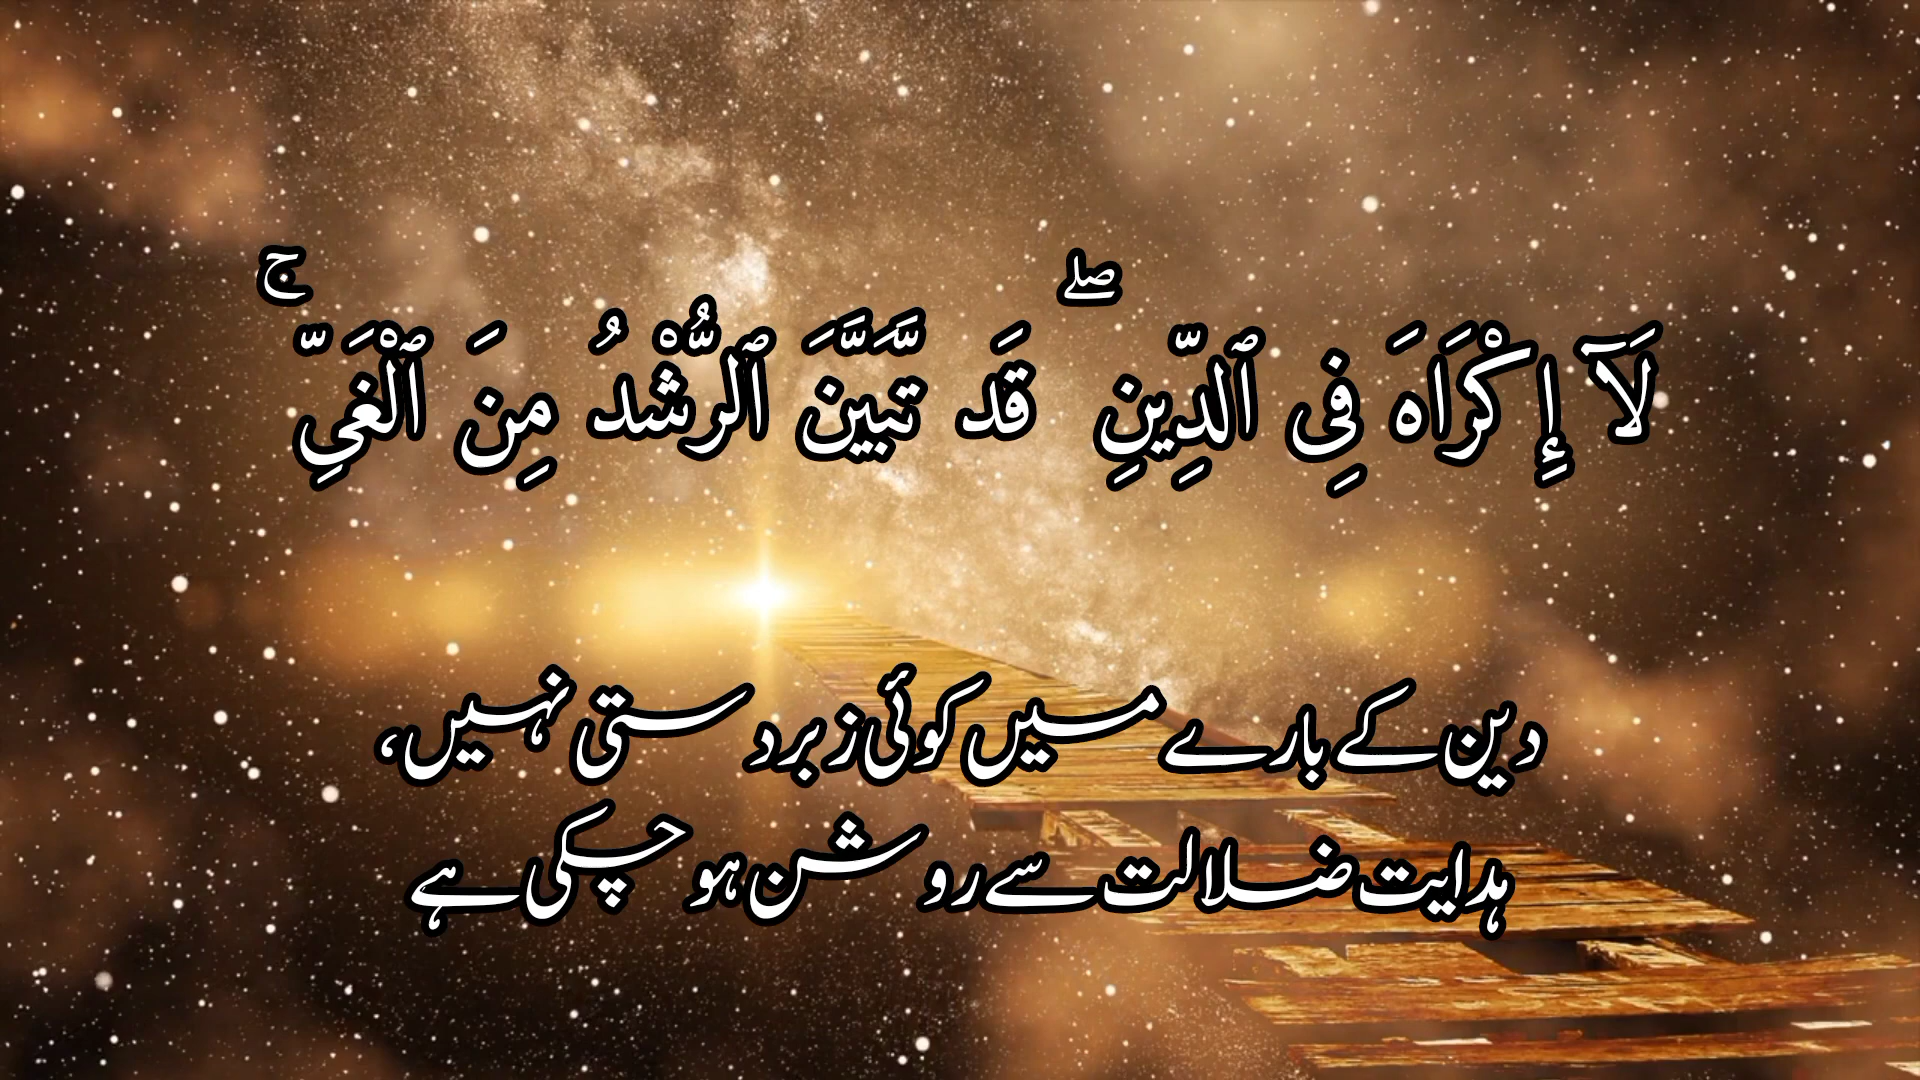 لَآ إِكْرَاهَ فِى ٱلدِّينِ ۖ قَد تَّبَيَّنَ ٱلرُّشْدُ مِنَ ٱلْغَىِّ ۚ
دین کے بارے میں کوئی زبردستی نہیں،
ہدایت ضلالت سے روشن ہو چکی ہے